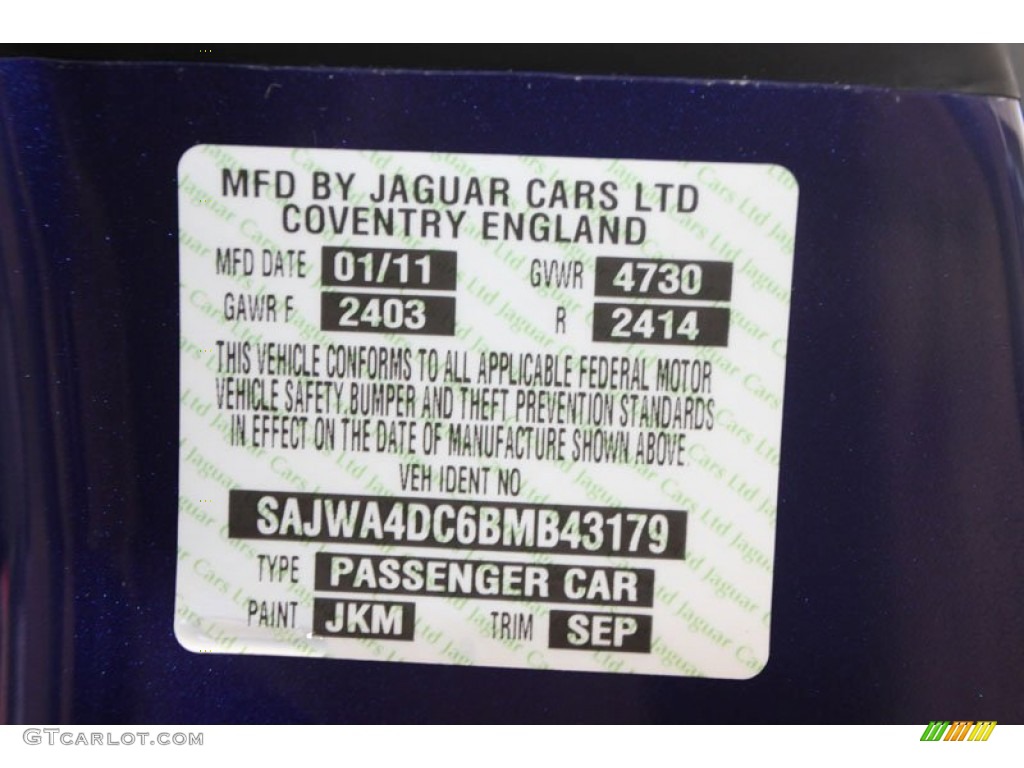 MFD BY JAGUAR CARS LTD
COVENTRY ENGLAND
MFD DATE 01/11 GVWR 4730
GAWR F 2403 R 2414
THIS VEHICLE CONFORMS TO ALL APPLICABLE FEDERAL MOTOR
VEHICLE SAFETY, BUMPER AND THEFT PREVENTION STANDARDS
IN EFFECT ON THE DATE OF MANUFACTURE SHOWN ABOVE.
VEH IDENT NO
SAJWA4DC6BMB43179
TYPE PASSENGER CAR
PAINT JKM TRIM SEP
GTCARLOT.COM